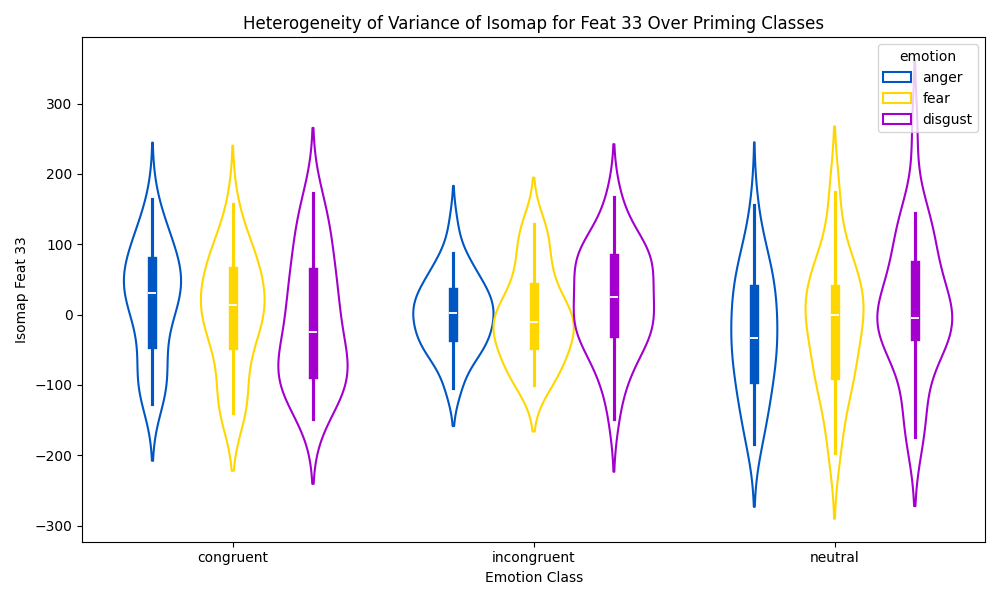 Heterogeneity of Variance of Isomap for Feat 33 Over Priming Classes
emotion
anger
fear
disgust
Isomap Feat 33
300
200
100
0
−100
−200
−300
congruent
incongruent
neutral
Emotion Class